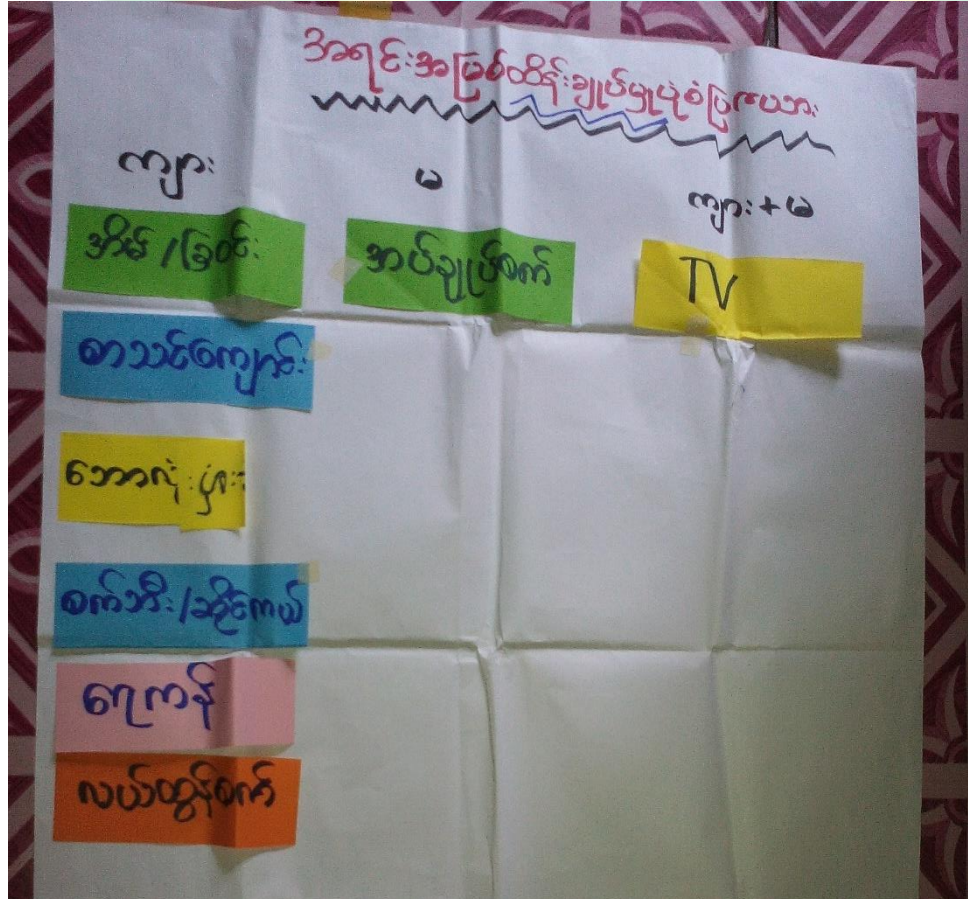 အရင်းအမြစ်ထိန်းချုပ်မှုပုံစံပြဇယား
ကျား မ ကျား+မ
အိမ်/ခြဝင်း အပ်ချုပ်စက် TV
စာသင်ကျောင်း
ဘောလုံး
စက်ဘီး/ဆိုင်ကယ်
ရေကန်
လယ်ထွန်စက်